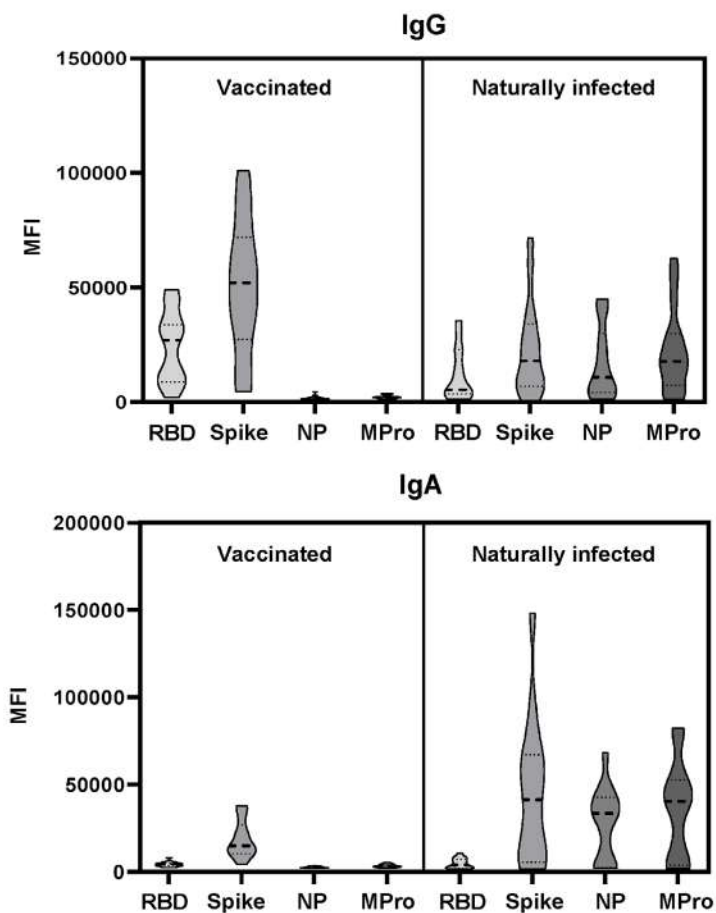 IgG
150000
Vaccinated Naturally infected
100000
MFI
50000
0
RBD Spike NP MPro RBD Spike NP MPro
IgA
200000
Vaccinated Naturally infected
150000
MFI
100000
50000
0
RBD Spike NP MPro RBD Spike NP MPro